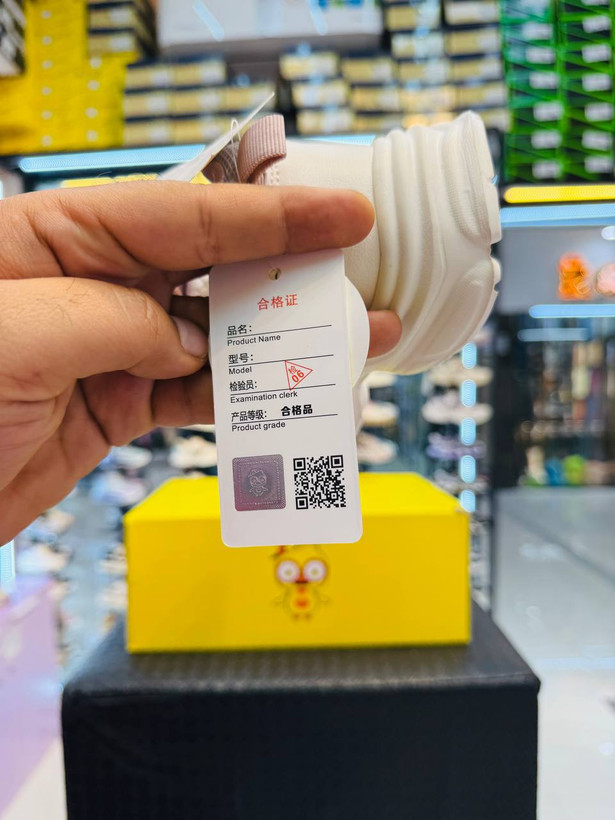 合格证
品名:
Product Name
型号:
Model
检验员: 检 06
Examination clerk
产品等级: 合格品
Product grade